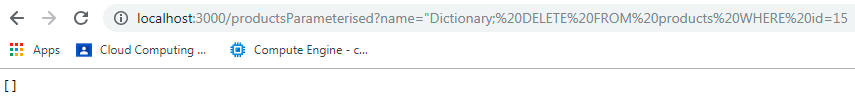 localhost:3000/productsParameterised?name="Dictionary;%20DELETE%20FROM%20products%20WHERE%20id=15
Apps Cloud Computing ... Compute Engine - c...
[]